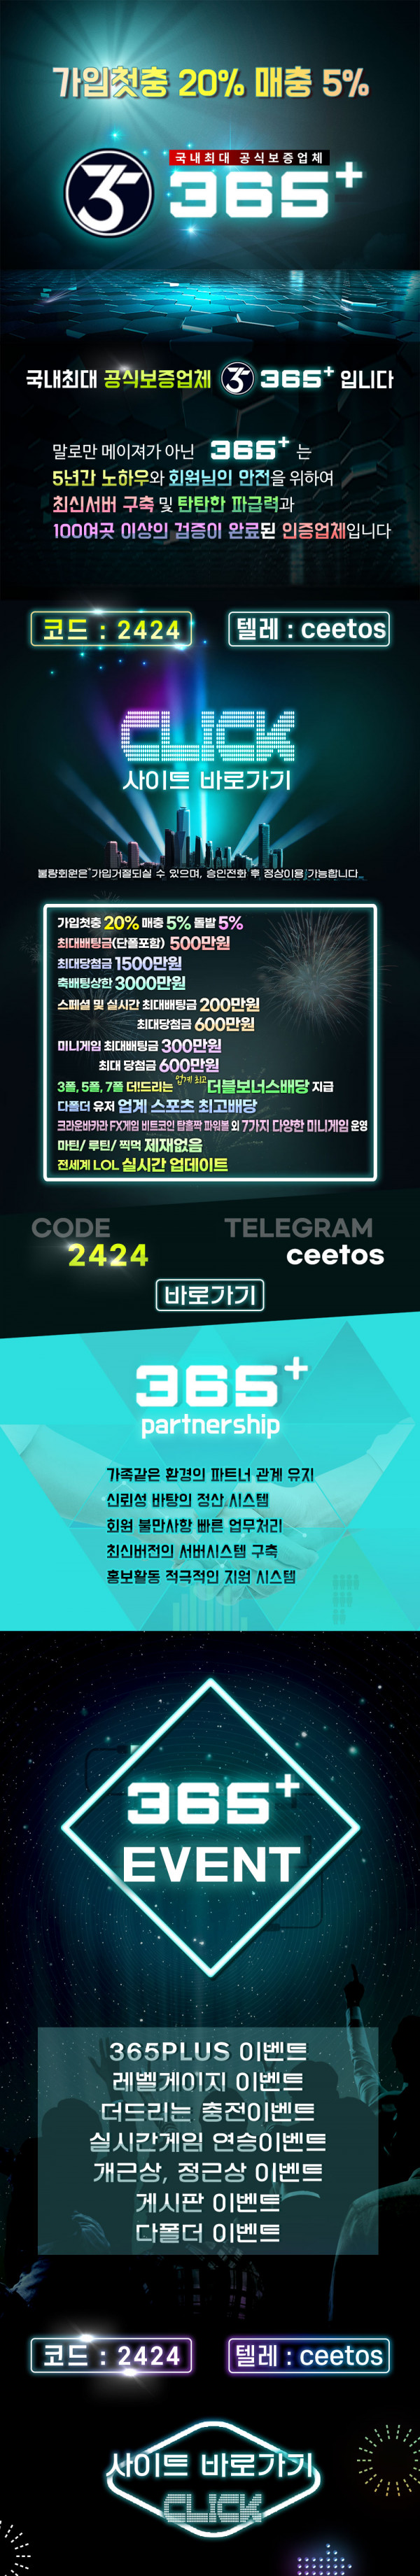 가입첫충 20% 매충 5%
국내최대 공식보증업체
35 365+
국내최대 공식보증업체 35 365+ 입니다
말로만 메이져가 아닌 365+ 는
5년간 노하우와 회원님의 안전을 위하여
최신서버 구축 및 탄탄한 파급력과
100여곳 이상의 검증이 완료된 인증업체입니다
코드 : 2424 텔레 : ceetos
CLICK
사이트 바로가기
불량회원은 가입거절되실 수 있으며, 승인전화 후 정상이용 가능합니다
가입첫충 20% 매충 5% 돌발 5%
최대배팅금(단폴포함) 500만원
최대당첨금 1500만원
축배팅상한 3000만원
스페셜 및 실시간 최대배팅금 200만원
최대당첨금 600만원
미니게임 최대배팅금 300만원
최대 당첨금 600만원
3폴, 5폴, 7폴 더!드리는 업계 최고 더블보너스배당 지급
다폴더 유저 업계 스포츠 최고배당
크라운바카라 FX게임 비트코인 탑홀짝 파워볼 외 7가지 다양한 미니게임 운영
마틴/ 루틴/ 찍먹 제재없음
전세계 LOL 실시간 업데이트
CODE TELEGRAM
2424 ceetos
바로가기
365+
partnership
가족같은 환경의 파트너 관계 유지
신뢰성 바탕의 정산 시스템
회원 불만사항 빠른 업무처리
최신버전의 서버시스템 구축
홍보활동 적극적인 지원 시스템
365+
EVENT
365PLUS 이벤트
레벨게이지 이벤트
더드리는 충전이벤트
실시간게임 연승이벤트
개근상, 정근상 이벤트
게시판 이벤트
다폴더 이벤트
코드 : 2424 텔레 : ceetos
사이트 바로가기
CLICK